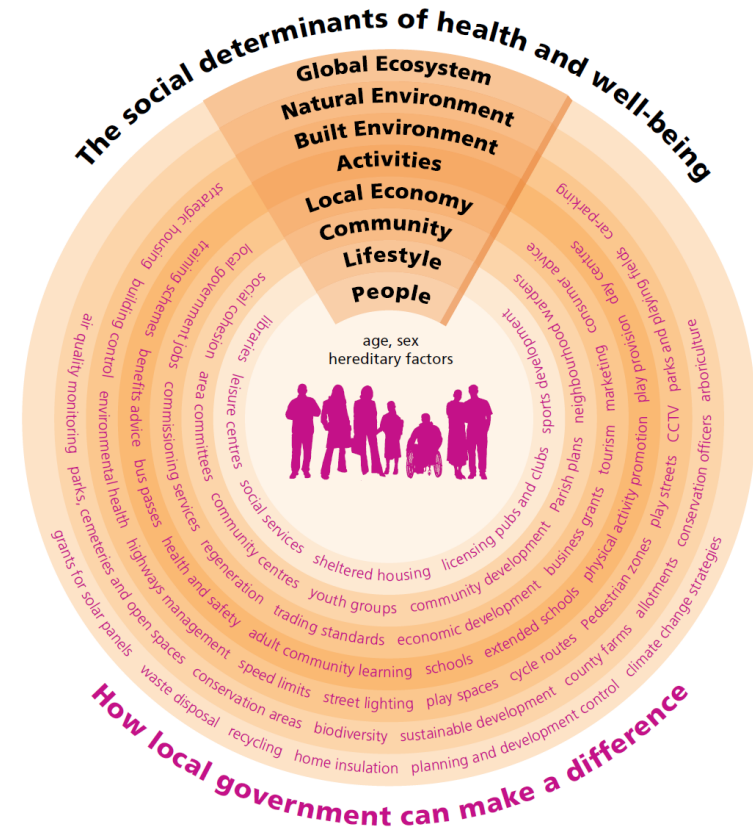 The social determinants of health and well-being
Global Ecosystem
Natural Environment
Built Environment
Activities
Local Economy
Community
Lifestyle
People
age, sex
hereditary factors
libraries leisure centres social services sheltered housing licensing pubs and clubs sports development
social cohesion area committees community centres youth groups community development Parish plans neighbourhood wardens
local government jobs commissioning services regeneration trading standards economic development business grants tourism marketing consumer advice
training schemes benefits advice bus passes health and safety adult community learning schools extended schools physical activity promotion play provision day centres
strategic housing building control environmental health highways management speed limits street lighting play spaces cycle routes Pedestrian zones play streets CCTV parks and playing fields car-parking
air quality monitoring parks, cemeteries and open spaces conservation areas biodiversity sustainable development county farms allotments conservation officers arboriculture
grants for solar panels waste disposal recycling home insulation planning and development control climate change strategies
How local government can make a difference